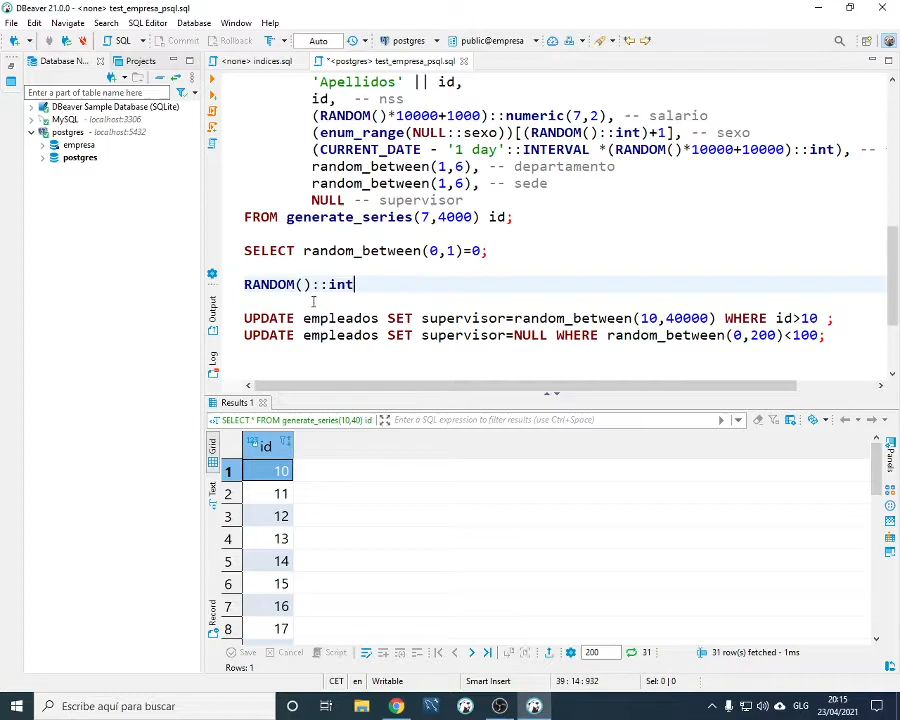 DBeaver 21.0.0 - <none> test_empresa_psql.sql
File Edit Navigate Search SQL Editor Database Window Help
SQL Commit Rollback Auto postgres public@empresa
Database N... Projects
<none> indices.sql *<postgres> test_empresa_psql.sql
Enter a part of table name here
DBeaver Sample Database (SQLite)
MySQL - localhost:3306
postgres - localhost:5432
empresa
postgres
'Apellidos' || id,
id, -- nss
(RANDOM()*10000+1000)::numeric(7,2), -- salario
(enum_range(NULL::sexo))[(RANDOM()::int)+1], -- sexo
(CURRENT_DATE - '1 day'::INTERVAL *(RANDOM()*10000+10000)::int), --
random_between(1,6), -- departamento
random_between(1,6), -- sede
NULL -- supervisor
FROM generate_series(7,4000) id;
SELECT random_between(0,1)=0;
RANDOM()::int
UPDATE empleados SET supervisor=random_between(10,40000) WHERE id>10 ;
UPDATE empleados SET supervisor=NULL WHERE random_between(0,200)<100;
Output
Log
Results 1
SELECT * FROM generate_series(10,40) id
Enter a SQL expression to filter results (use Ctrl+Space)
Grid
Text
Record
Panels
123 id
1 10
2 11
3 12
4 13
5 14
6 15
7 16
8 17
Save Cancel Script 200 31 31 row(s) fetched - 1ms
Rows: 1
CET en Writable Smart Insert 39 : 14 : 932 Sel: 0 | 0
Escribe aquí para buscar
GLG
20:15
23/04/2021